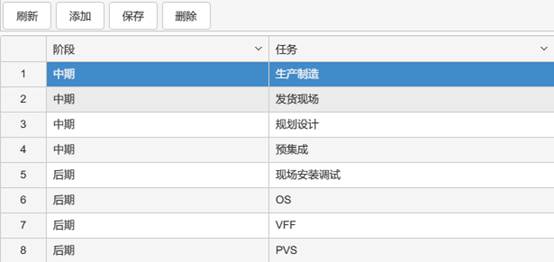 刷新 添加 保存 删除
阶段 任务
1 中期 生产制造
2 中期 发货现场
3 中期 规划设计
4 中期 预集成
5 后期 现场安装调试
6 后期 OS
7 后期 VFF
8 后期 PVS